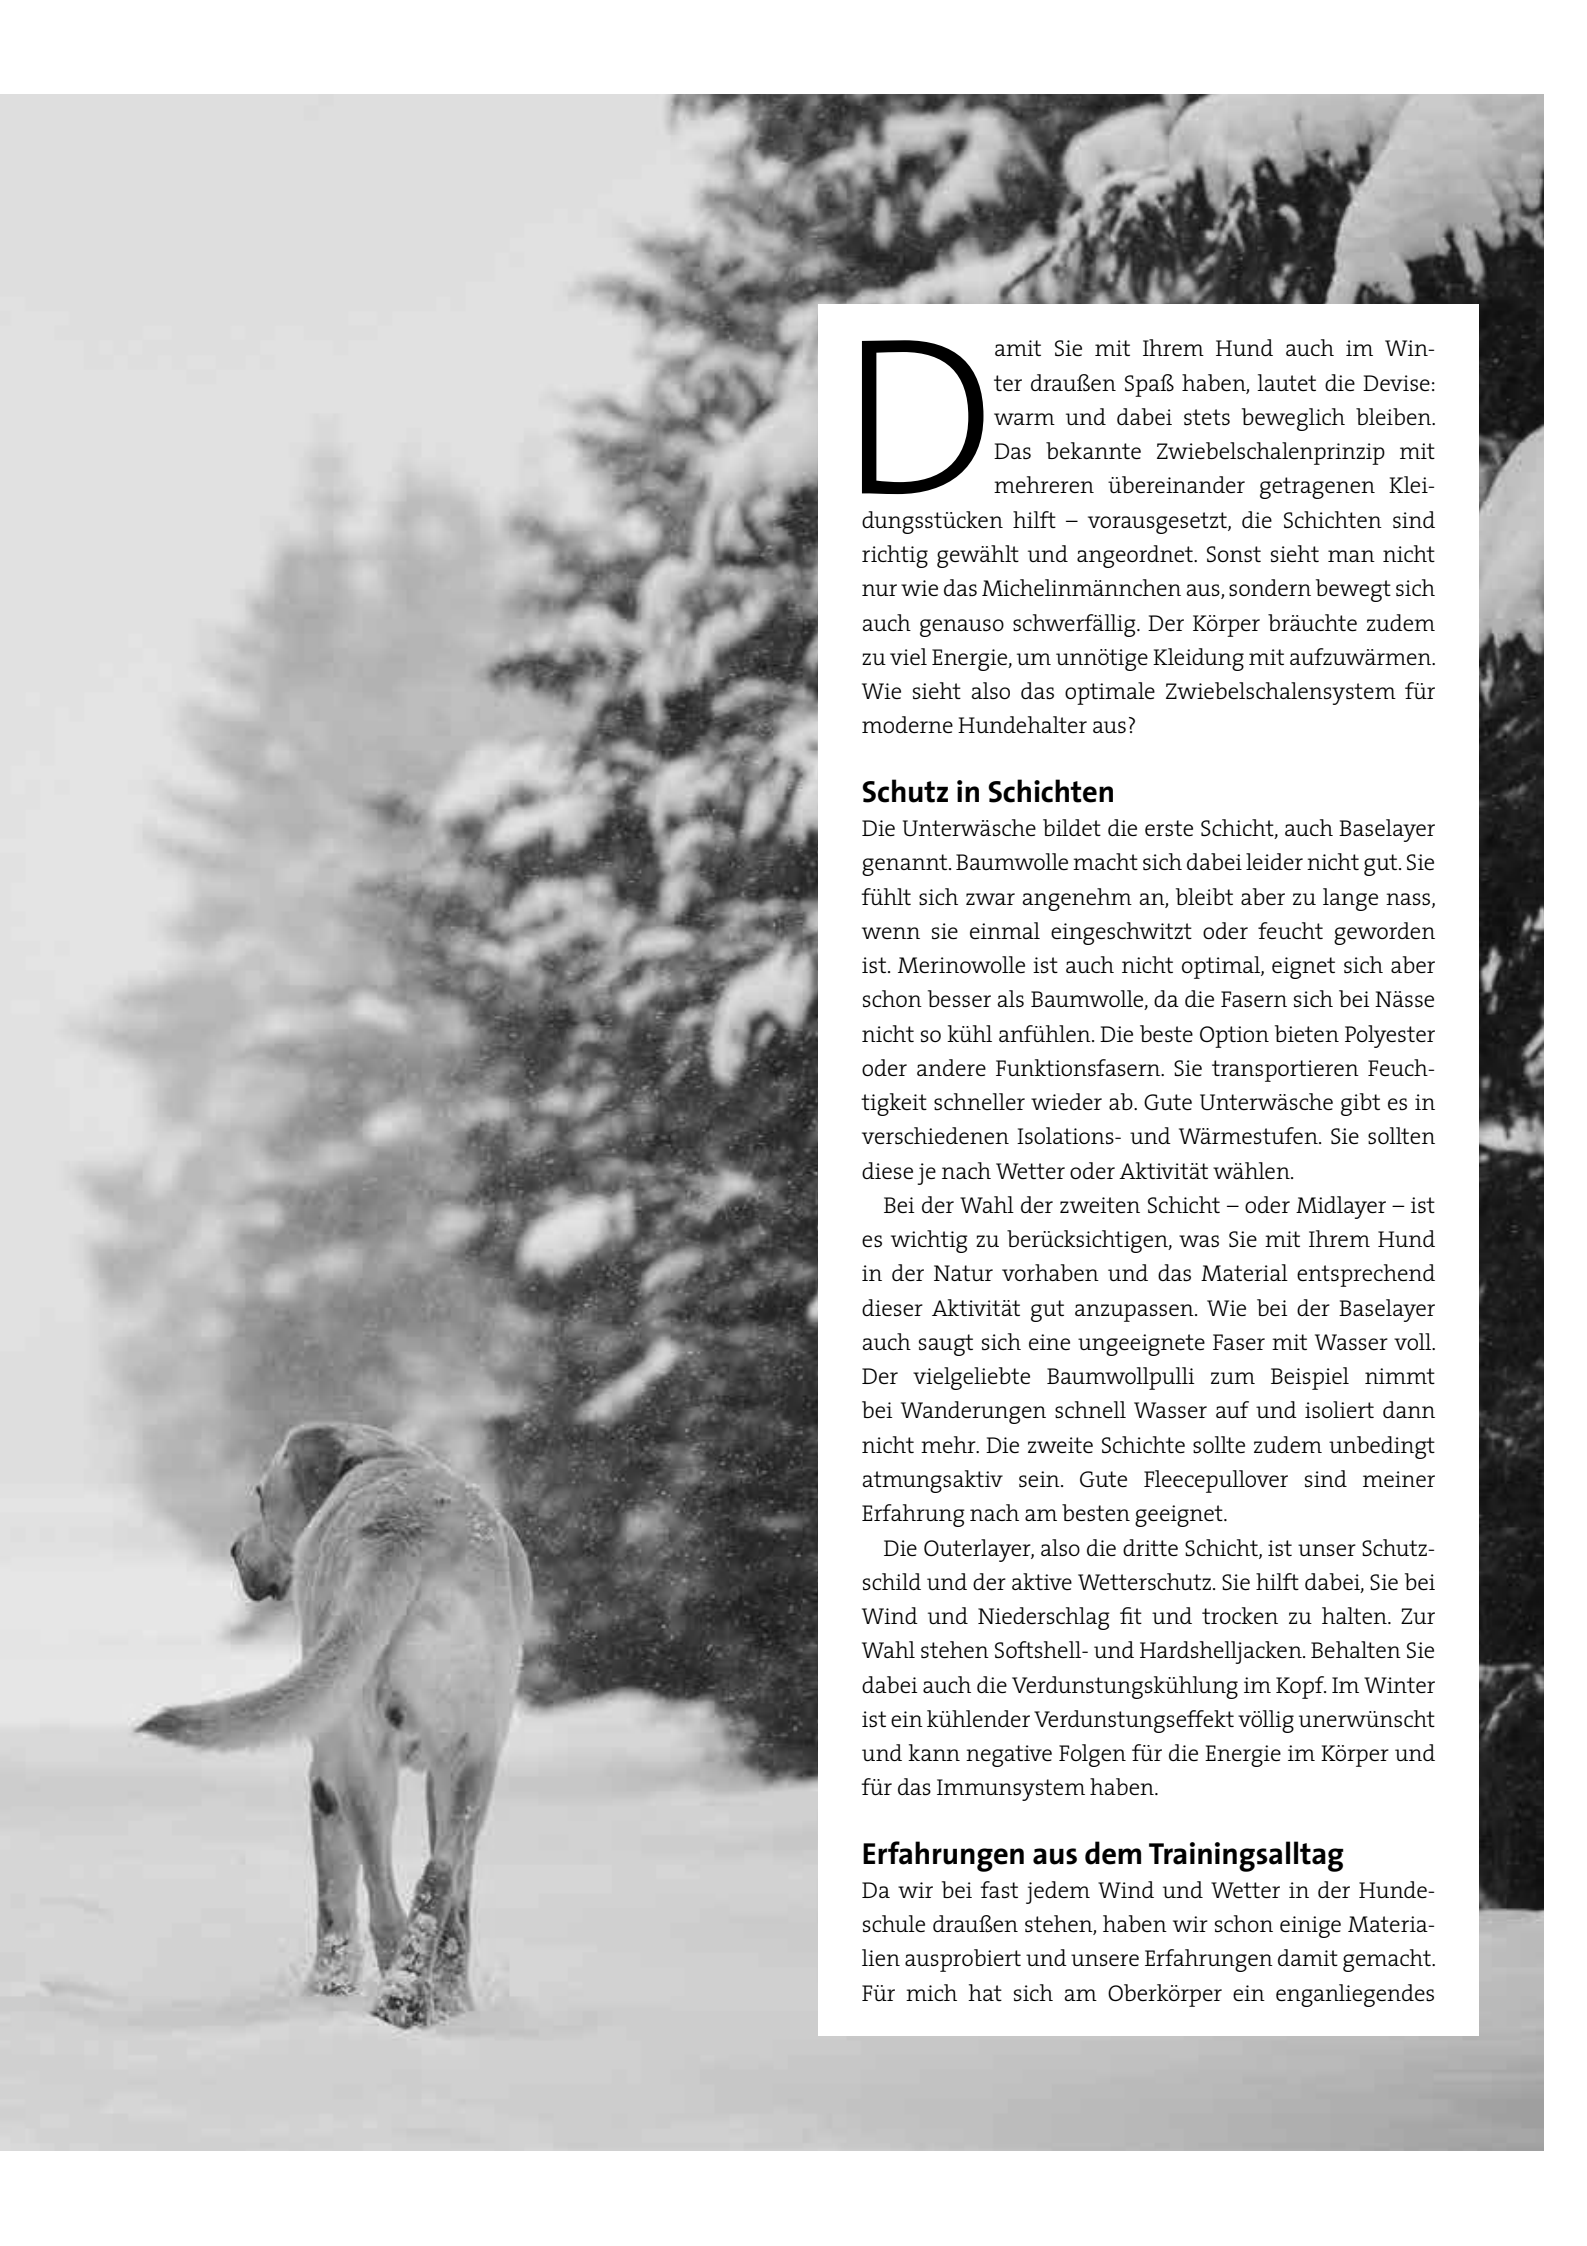 Damit Sie mit Ihrem Hund auch im Win-
ter draußen Spaß haben, lautet die Devise:
warm und dabei stets beweglich bleiben.
Das bekannte Zwiebelschalenprinzip mit
mehreren übereinander getragenen Klei-
dungsstücken hilft – vorausgesetzt, die Schichten sind
richtig gewählt und angeordnet. Sonst sieht man nicht
nur wie das Michelinmännchen aus, sondern bewegt sich
auch genauso schwerfällig. Der Körper bräuchte zudem
zu viel Energie, um unnötige Kleidung mit aufzuwärmen.
Wie sieht also das optimale Zwiebelschalensystem für
moderne Hundehalter aus?
Schutz in Schichten
Die Unterwäsche bildet die erste Schicht, auch Baselayer
genannt. Baumwolle macht sich dabei leider nicht gut. Sie
fühlt sich zwar angenehm an, bleibt aber zu lange nass,
wenn sie einmal eingeschwitzt oder feucht geworden
ist. Merinowolle ist auch nicht optimal, eignet sich aber
schon besser als Baumwolle, da die Fasern sich bei Nässe
nicht so kühl anfühlen. Die beste Option bieten Polyester
oder andere Funktionsfasern. Sie transportieren Feuch-
tigkeit schneller wieder ab. Gute Unterwäsche gibt es in
verschiedenen Isolations- und Wärmestufen. Sie sollten
diese je nach Wetter oder Aktivität wählen.
Bei der Wahl der zweiten Schicht – oder Midlayer – ist
es wichtig zu berücksichtigen, was Sie mit Ihrem Hund
in der Natur vorhaben und das Material entsprechend
dieser Aktivität gut anzupassen. Wie bei der Baselayer
auch saugt sich eine ungeeignete Faser mit Wasser voll.
Der vielgeliebte Baumwollpulli zum Beispiel nimmt
bei Wanderungen schnell Wasser auf und isoliert dann
nicht mehr. Die zweite Schichte sollte zudem unbedingt
atmungsaktiv sein. Gute Fleecepullover sind meiner
Erfahrung nach am besten geeignet.
Die Outerlayer, also die dritte Schicht, ist unser Schutz-
schild und der aktive Wetterschutz. Sie hilft dabei, Sie bei
Wind und Niederschlag fit und trocken zu halten. Zur
Wahl stehen Softshell- und Hardshelljacken. Behalten Sie
dabei auch die Verdunstungskühlung im Kopf. Im Winter
ist ein kühlender Verdunstungseffekt völlig unerwünscht
und kann negative Folgen für die Energie im Körper und
für das Immunsystem haben.
Erfahrungen aus dem Trainingsalltag
Da wir bei fast jedem Wind und Wetter in der Hunde-
schule draußen stehen, haben wir schon einige Materia-
lien ausprobiert und unsere Erfahrungen damit gemacht.
Für mich hat sich am Oberkörper ein enganliegendes